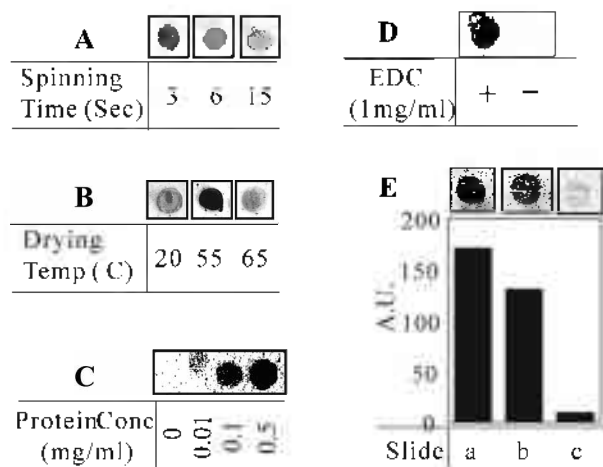 A
Spinning
Time (Sec) 3 6 15
B
Drying
Temp ( C) 20 55 65
C
ProteinConc
(mg/ml) 0 0.01 0.1 0.5
D
EDC
(1mg/ml) + −
E
200
150
100
50
0
A.U.
Slide a b c